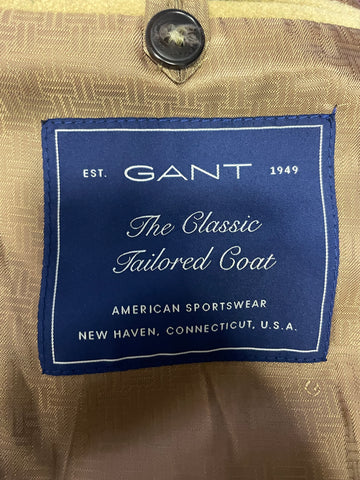 EST. GANT 1949
The Classic
Tailored Coat
AMERICAN SPORTSWEAR
NEW HAVEN, CONNECTICUT, U.S.A.